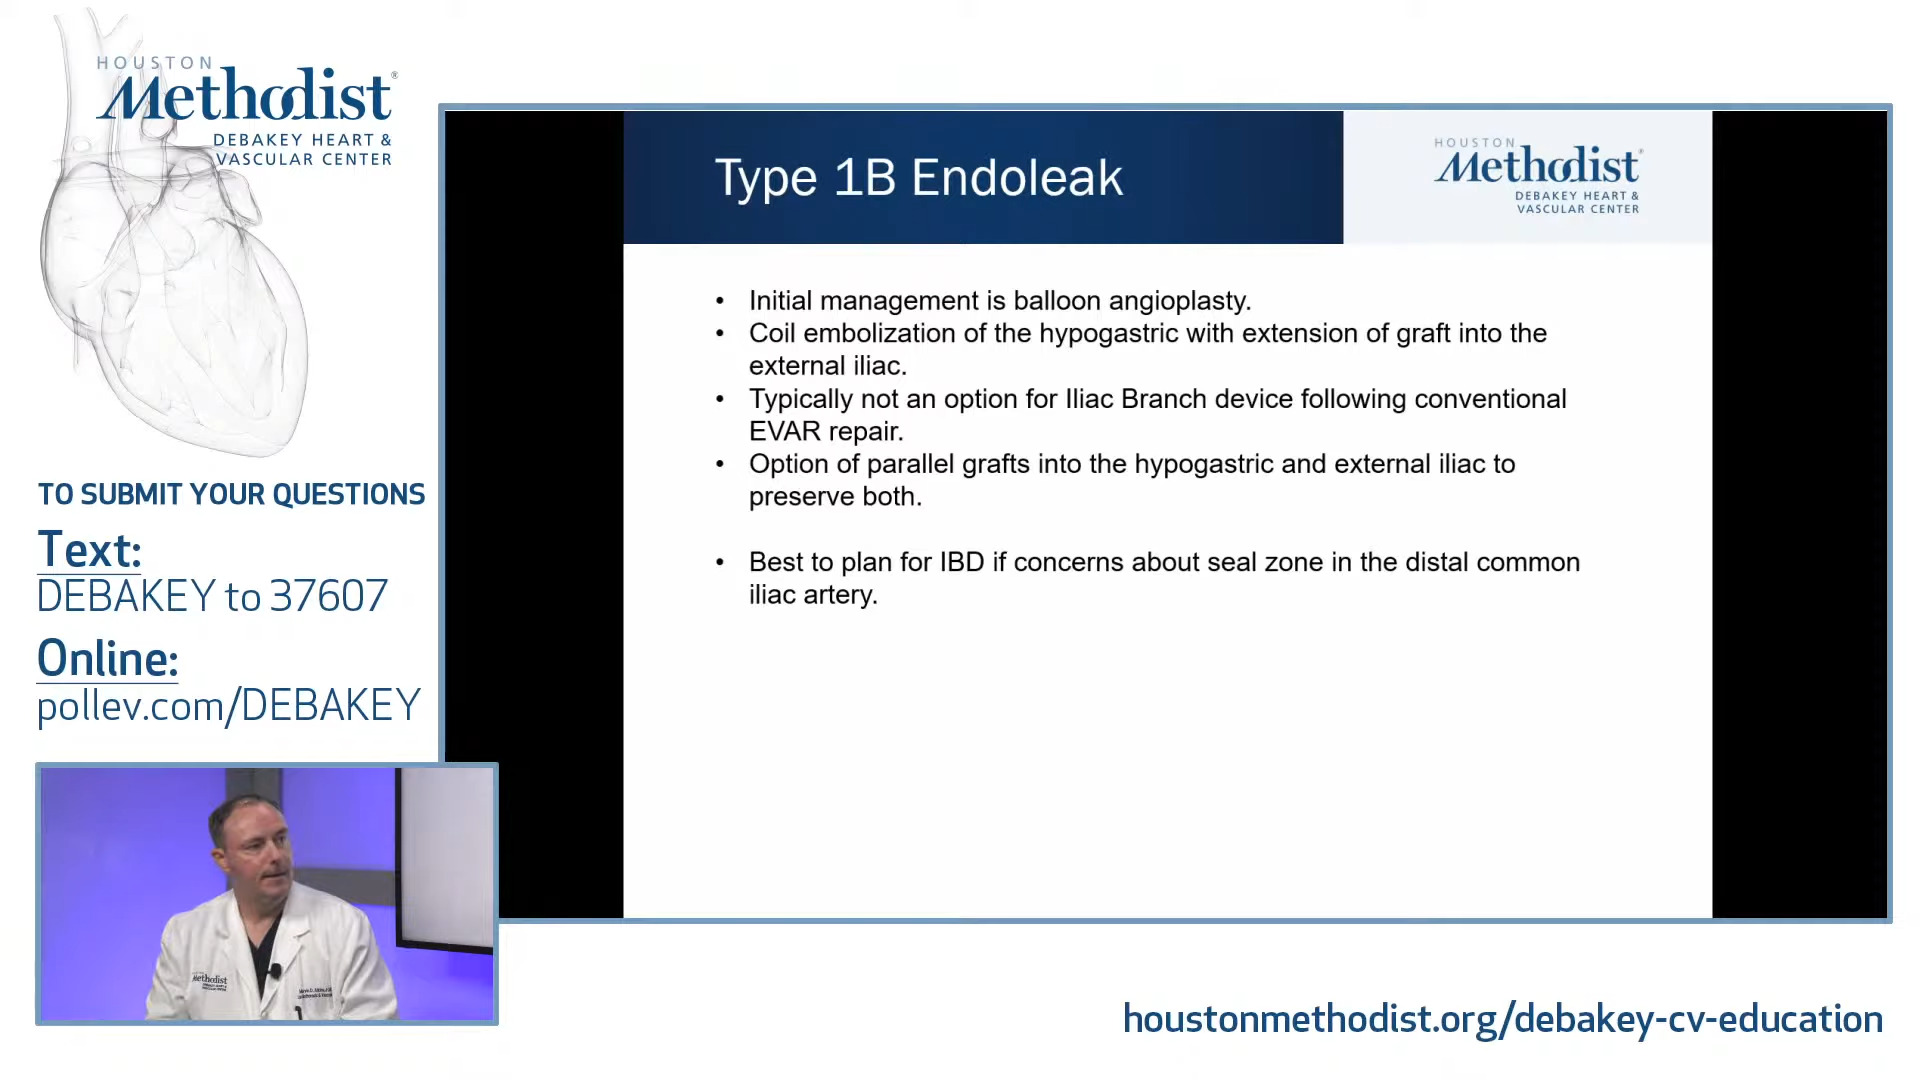 HOUSTON
Methodist®
DEBAKEY HEART &
VASCULAR CENTER
TO SUBMIT YOUR QUESTIONS
Text:
DEBAKEY to 37607
Online:
pollev.com/DEBAKEY
Type 1B Endoleak
HOUSTON
Methodist®
DEBAKEY HEART &
VASCULAR CENTER
• Initial management is balloon angioplasty.
• Coil embolization of the hypogastric with extension of graft into the
external iliac.
• Typically not an option for Iliac Branch device following conventional
EVAR repair.
• Option of parallel grafts into the hypogastric and external iliac to
preserve both.
• Best to plan for IBD if concerns about seal zone in the distal common
iliac artery.
Methodist
houstonmethodist.org/debakey-cv-education